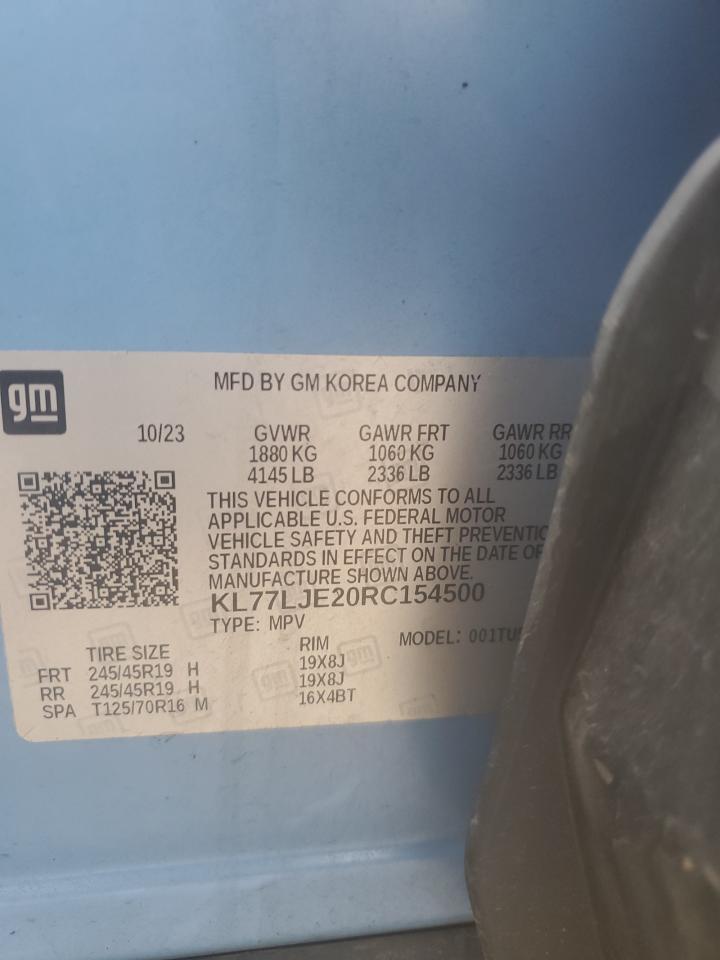 gm
MFD BY GM KOREA COMPANY
10/23 GVWR GAWR FRT GAWR RR
1880 KG 1060 KG 1060 KG
4145 LB 2336 LB 2336 LB
THIS VEHICLE CONFORMS TO ALL
APPLICABLE U.S. FEDERAL MOTOR
VEHICLE SAFETY AND THEFT
STANDARDS IN EFFECT ON THE DATE OF
MANUFACTURE SHOWN ABOVE.
KL77LJE20RC154500
TYPE: MPV MODEL:
TIRE SIZE RIM
FRT 245/45R19 H 19X8J
RR 245/45R19 H 19X8J
SPA T125/70R16 M 16X4BT